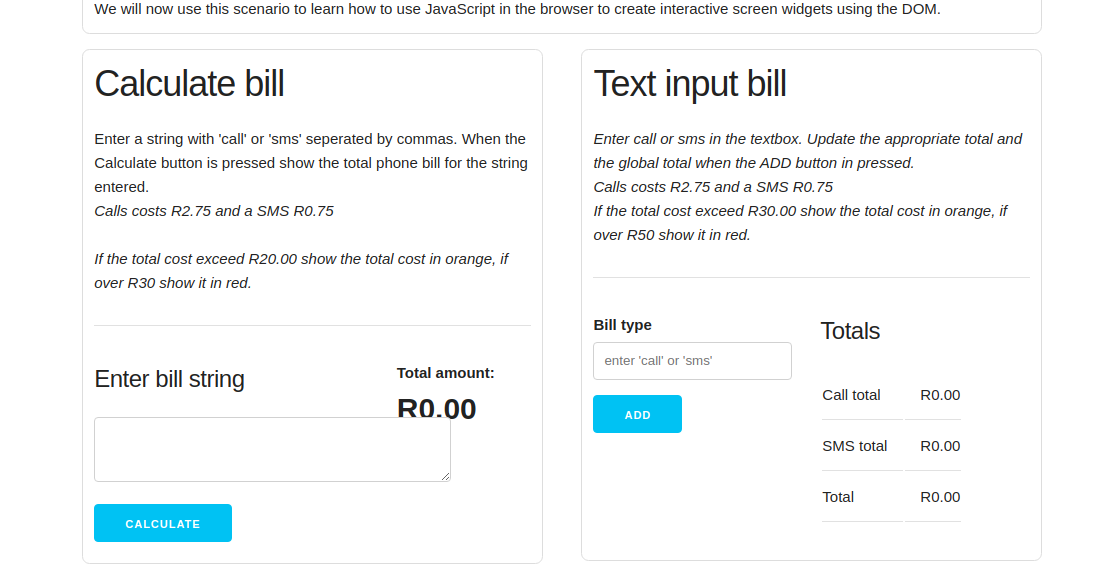 We will now use this scenario to learn how to use JavaScript in the browser to create interactive screen widgets using the DOM.
Calculate bill
Enter a string with 'call' or 'sms' seperated by commas. When the
Calculate button is pressed show the total phone bill for the string
entered.
Calls costs R2.75 and a SMS R0.75
If the total cost exceed R20.00 show the total cost in orange, if
over R30 show it in red.
Enter bill string
Total amount:
R0.00
CALCULATE
Text input bill
Enter call or sms in the textbox. Update the appropriate total and
the global total when the ADD button in pressed.
Calls costs R2.75 and a SMS R0.75
If the total cost exceed R30.00 show the total cost in orange, if
over R50 show it in red.
Bill type
enter 'call' or 'sms'
ADD
Totals
Call total R0.00
SMS total R0.00
Total R0.00